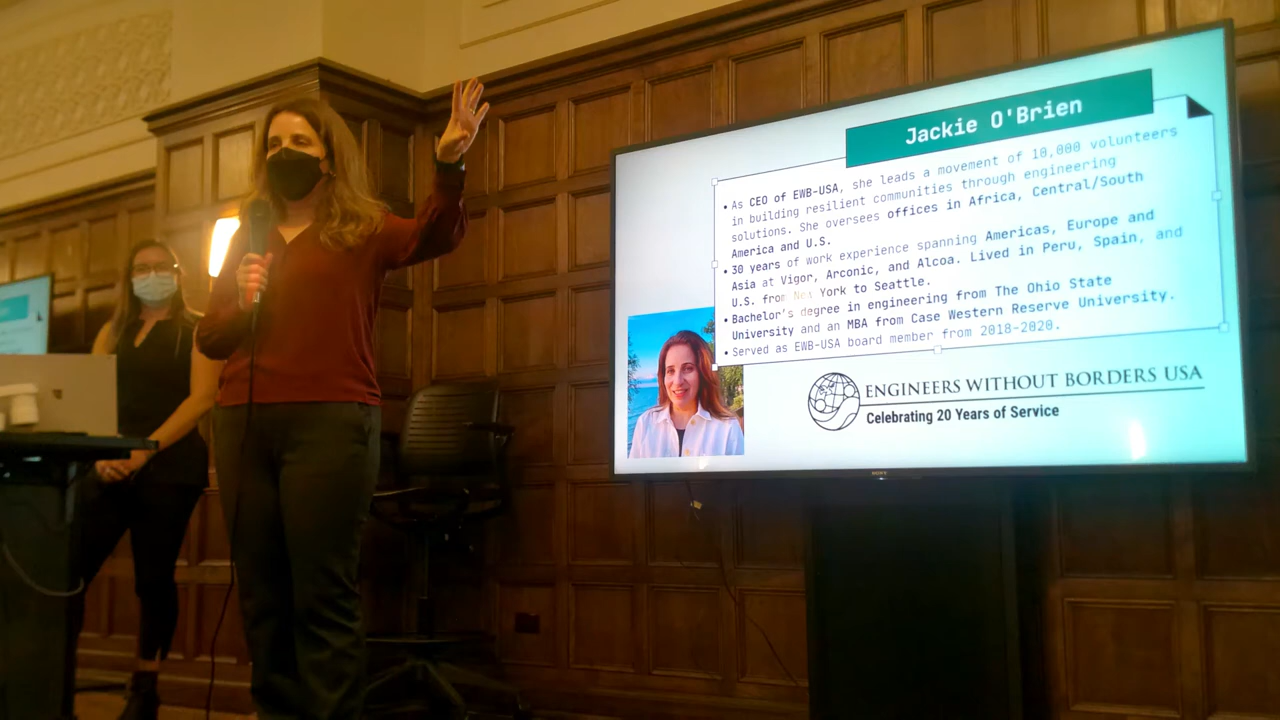 Jackie O'Brien
• As CEO of EWB-USA, she leads a movement of 10,000 volunteers
in building resilient communities through engineering
solutions. She oversees offices in Africa, Central/South
America and U.S.
• 30 years of work experience spanning Americas, Europe and
Asia at Vigor, Arconic, and Alcoa. Lived in Peru, Spain, and
U.S. from New York to Seattle.
• Bachelor's degree in engineering from The Ohio State
University and an MBA from Case Western Reserve University.
• Served as EWB-USA board member from 2018-2020.
ENGINEERS WITHOUT BORDERS USA
Celebrating 20 Years of Service
SONY